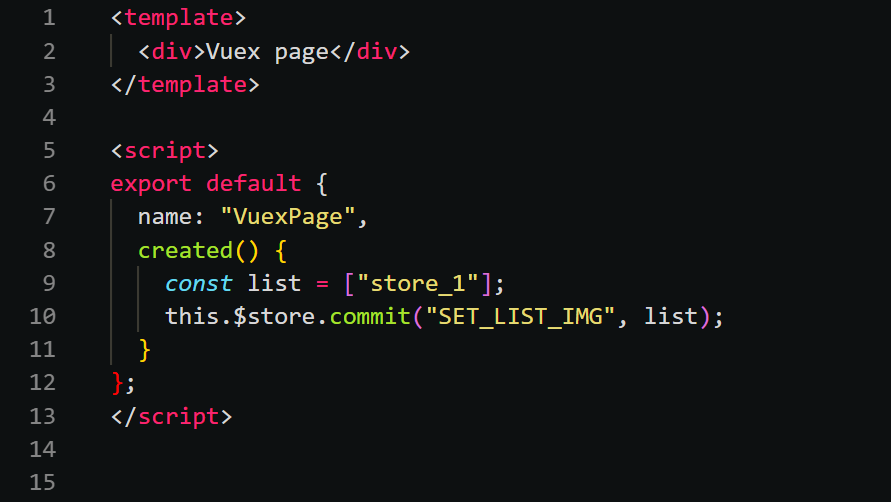 1 <template>
2 <div>Vuex page</div>
3 </template>
4
5 <script>
6 export default {
7 name: "VuexPage",
8 created() {
9 const list = ["store_1"];
10 this.$store.commit("SET_LIST_IMG", list);
11 }
12 };
13 </script>
14
15